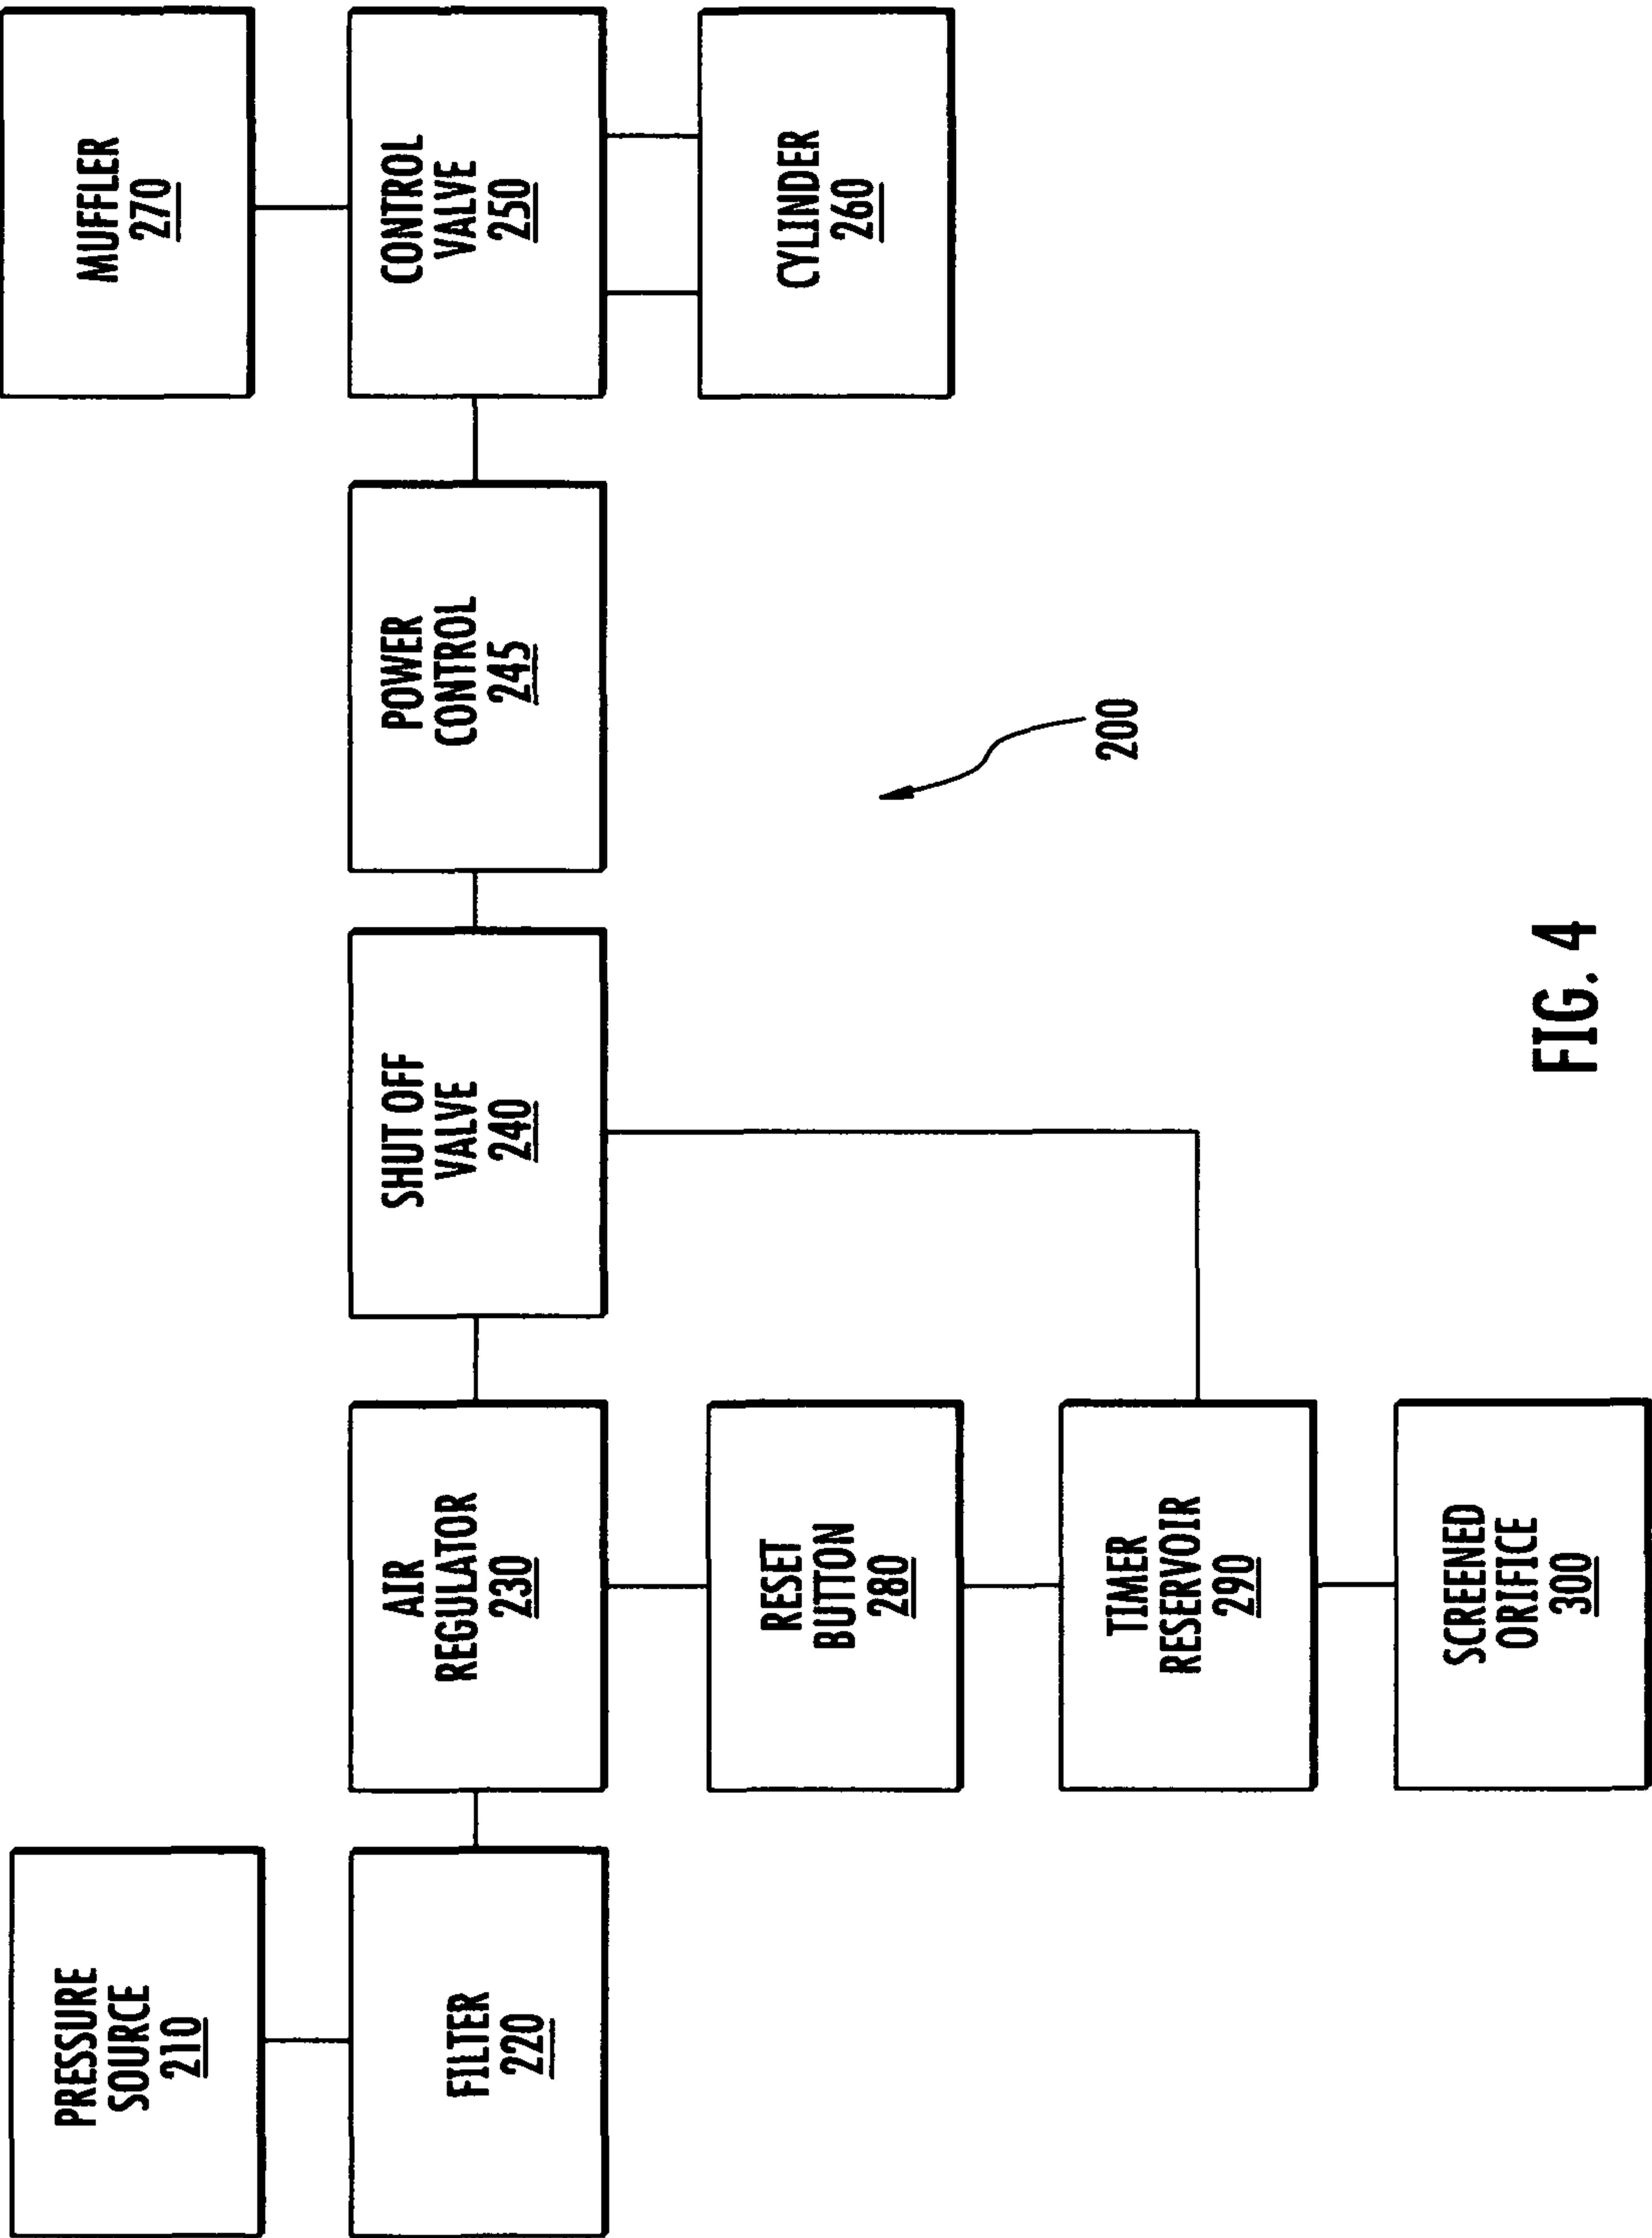 PRESSURE
SOURCE
210
MUFFLER
270
FILTER
220
AIR
REGULATOR
230
SHUT OFF
VALVE
240
POWER
CONTROL
245
CONTROL
VALVE
250
RESET
BUTTON
280
CYLINDER
260
TIMER
RESERVOIR
290
200
SCREENED
ORIFICE
300
FIG. 4